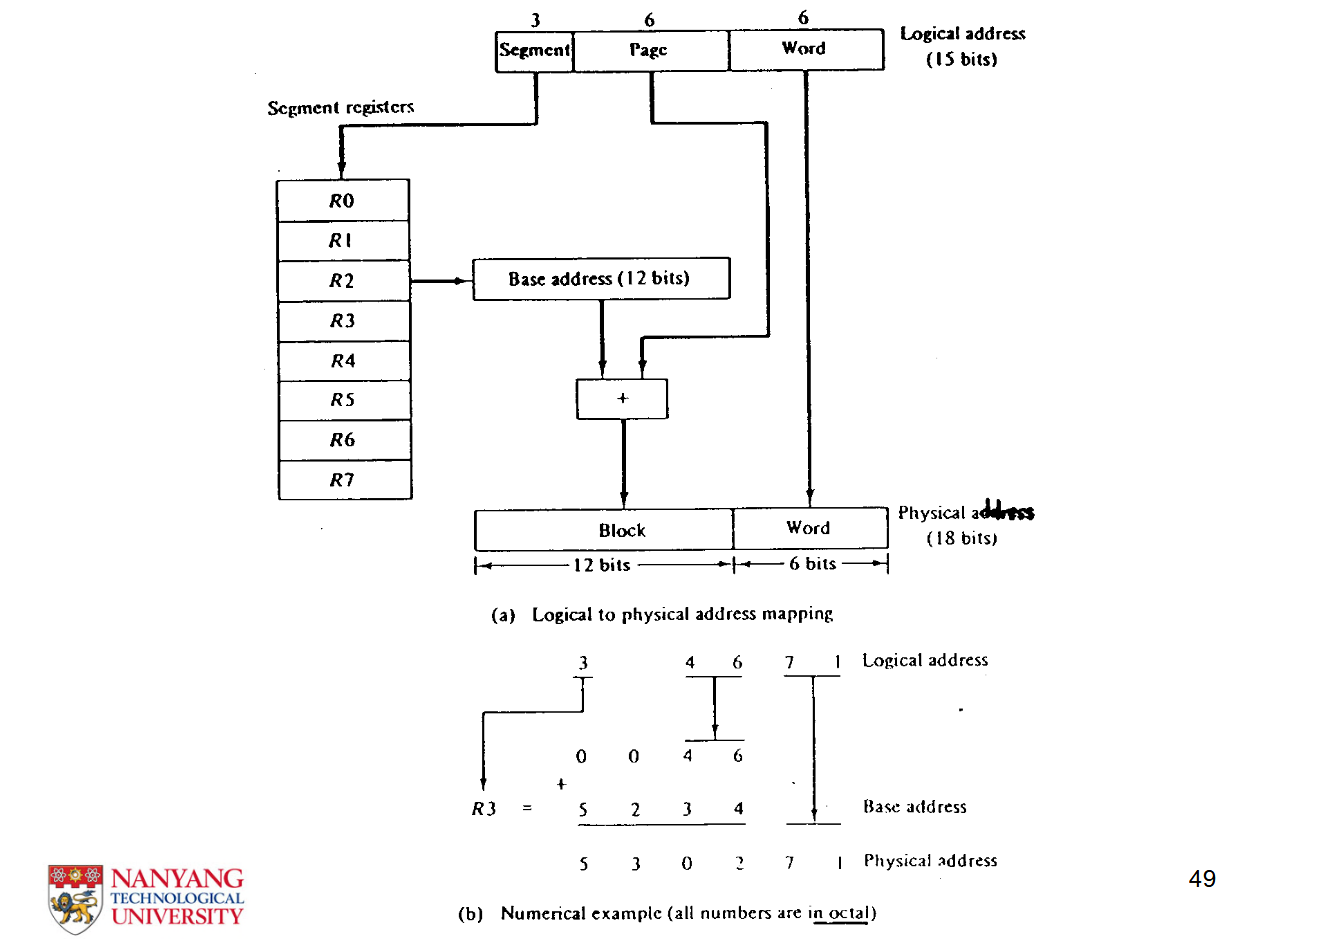 3 6 6
Segment Page Word
Logical address
(15 bits)
Segment registers
R0
R1
R2
Base address (12 bits)
R3
R4
+
R5
R6
R7
Block Word
Physical address
(18 bits)
12 bits 6 bits
(a) Logical to physical address mapping
3 4 6 7 1 Logical address
0 0 4 6
+
R3 = 5 2 3 4 Base address
5 3 0 2 7 1 Physical address
(b) Numerical example (all numbers are in octal)
NANYANG
TECHNOLOGICAL
UNIVERSITY
49